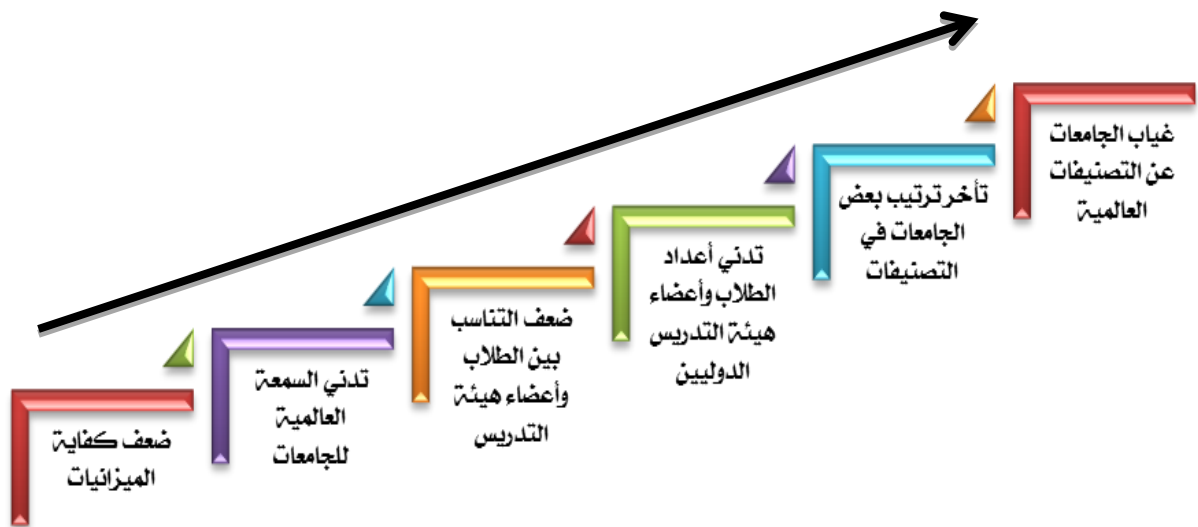 غياب الجامعات
عن التصنيفات
العالمية
تأخر ترتيب بعض
الجامعات في
التصنيفات
تدني أعداد
الطلاب وأعضاء
هيئة التدريس
الدوليين
ضعف التناسب
بين الطلاب
وأعضاء هيئة
التدريس
تدني السمعة
العالمية
للجامعات
ضعف كفاية
الميزانيات